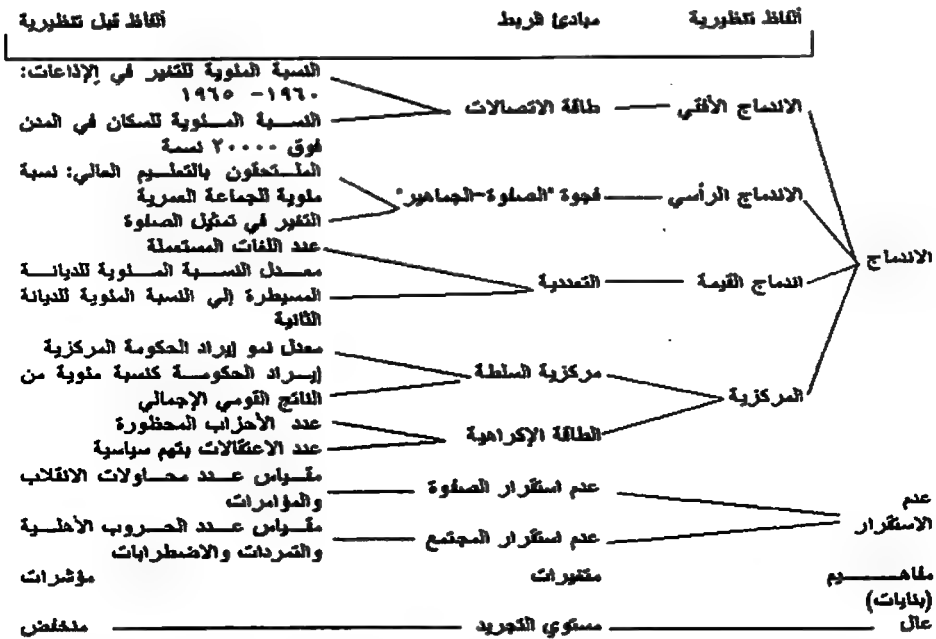 ألفاظ تنظيرية
مبادئ الربط
ألفاظ قبل تنظيرية
الاندماج
الاندماج الأفقي
طاقة الاتصالات
النسبة المئوية للتغير في الإذاعات:
١٩٦٠- ١٩٦٥
النسبة المئوية للسكان في المدن
فوق ٢٠٠٠٠ نسمة
الاندماج الرأسي
فجوة "الصفوة-الجماهير"
الملتحقون بالتعليم العالي: نسبة
مئوية للجماعة العمرية
التغير في تمثيل الصفوة
اندماج القيمة
التعددية
عدد اللغات المستعملة
معدل النسبة المئوية للديانة
المسيطرة إلي النسبة المئوية للديانة
الثانية
المركزية
مركزية السلطة
معدل نمو إيراد الحكومة المركزية
إيراد الحكومة كنسبة مئوية من
الناتج القومي الإجمالي
الطاقة الإكراهية
عدد الأحزاب المحظورة
عدد الاعتقالات بتهم سياسية
عدم
الاستقرار
عدم استقرار الصفوة
مقياس عدد محاولات الانقلاب
والمؤامرات
عدم استقرار المجتمع
مقياس عدد الحروب الأهلية
والتمردات والاضطرابات
مفاهيم
(بنايات)
متغيرات
مؤشرات
عال
مستوي التجريد
منخفض